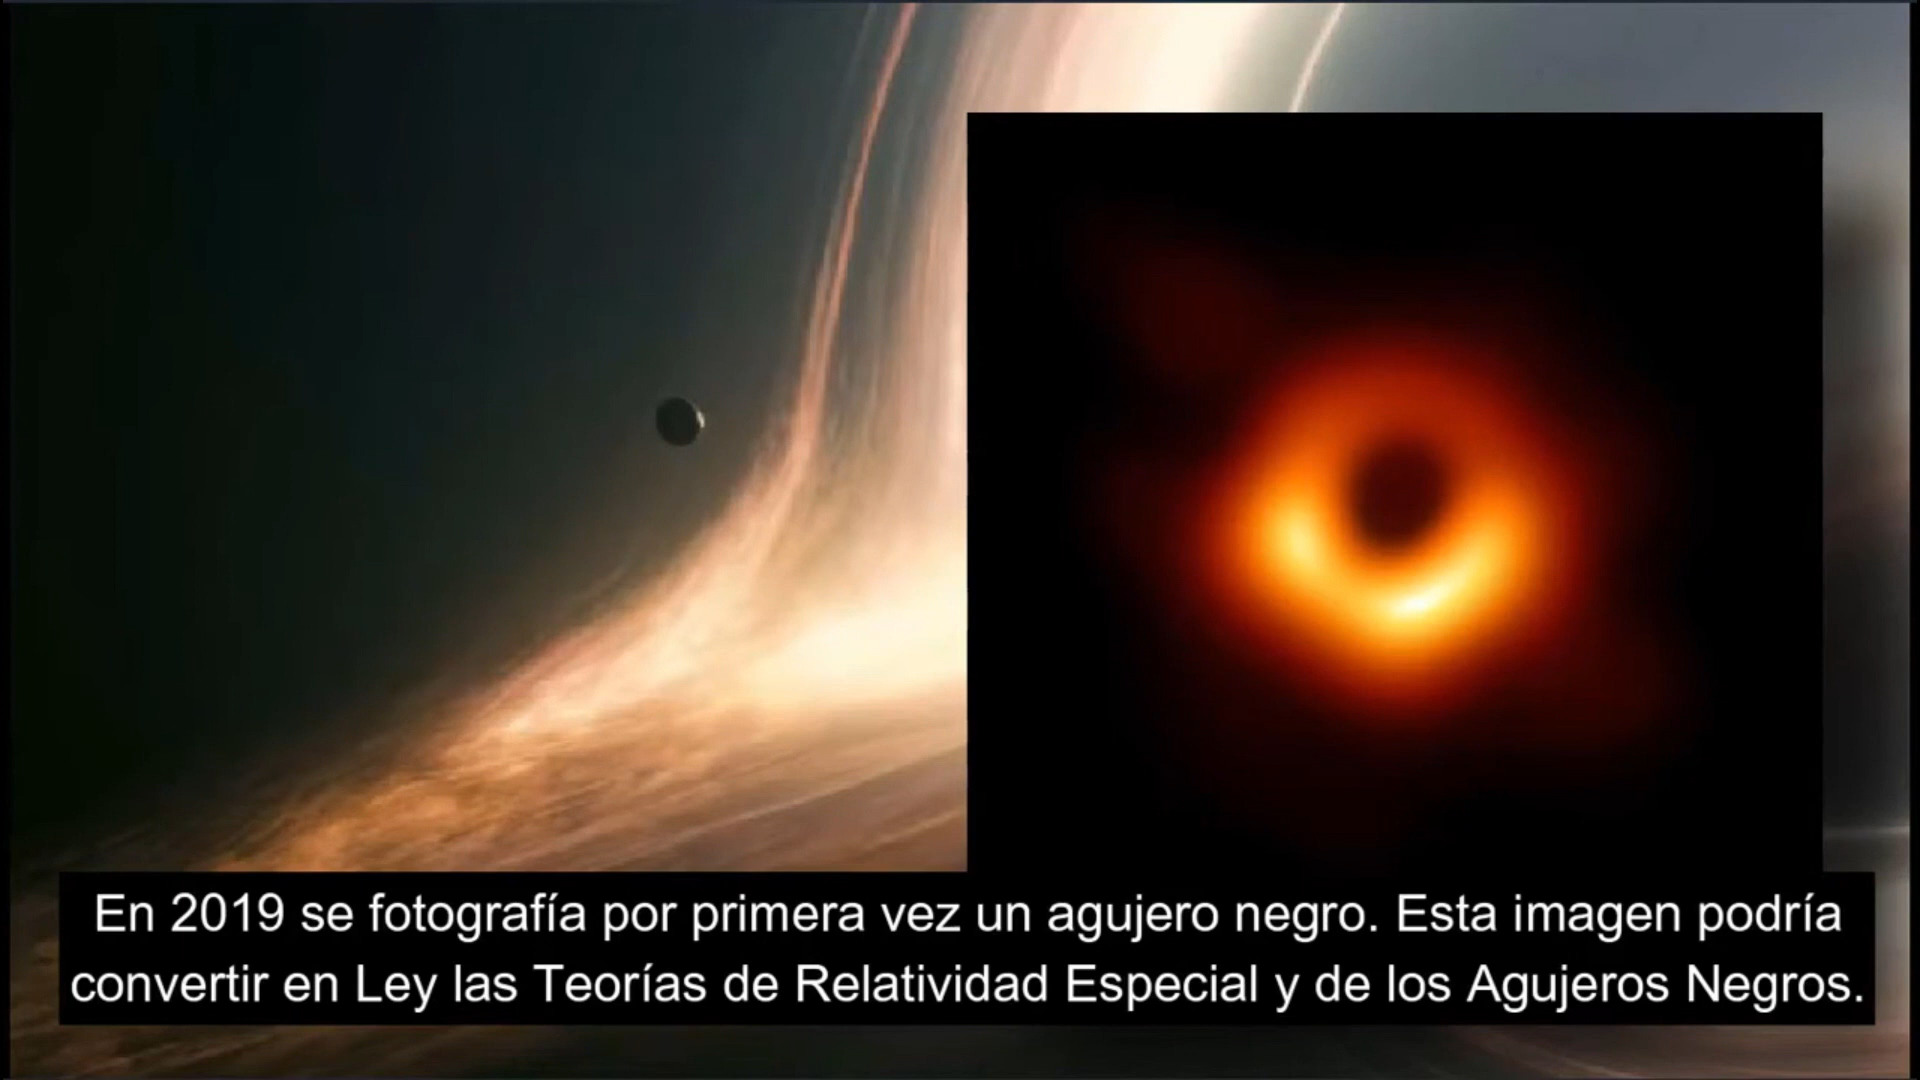 En 2019 se fotografía por primera vez un agujero negro. Esta imagen podría
convertir en Ley las Teorías de Relatividad Especial y de los Agujeros Negros.